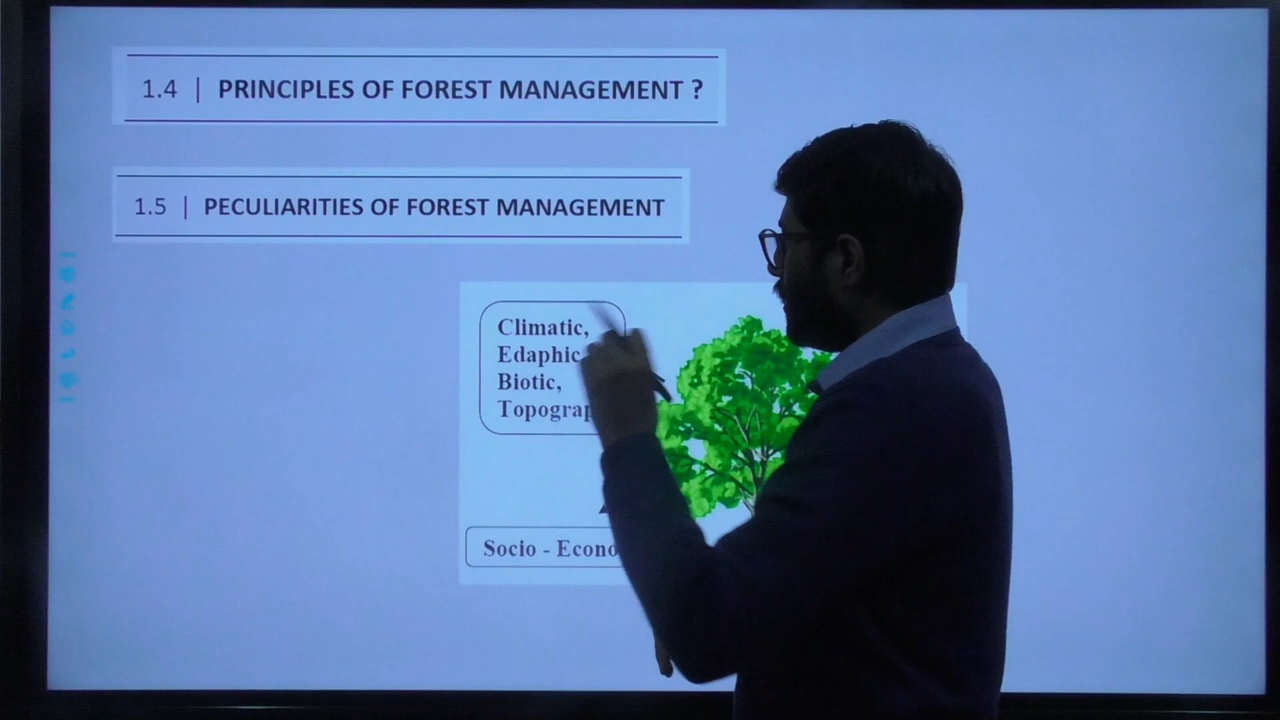 1.4 | PRINCIPLES OF FOREST MANAGEMENT ?
1.5 | PECULIARITIES OF FOREST MANAGEMENT
Climatic,
Edaphic
Biotic,
Topograp
Socio - Econo